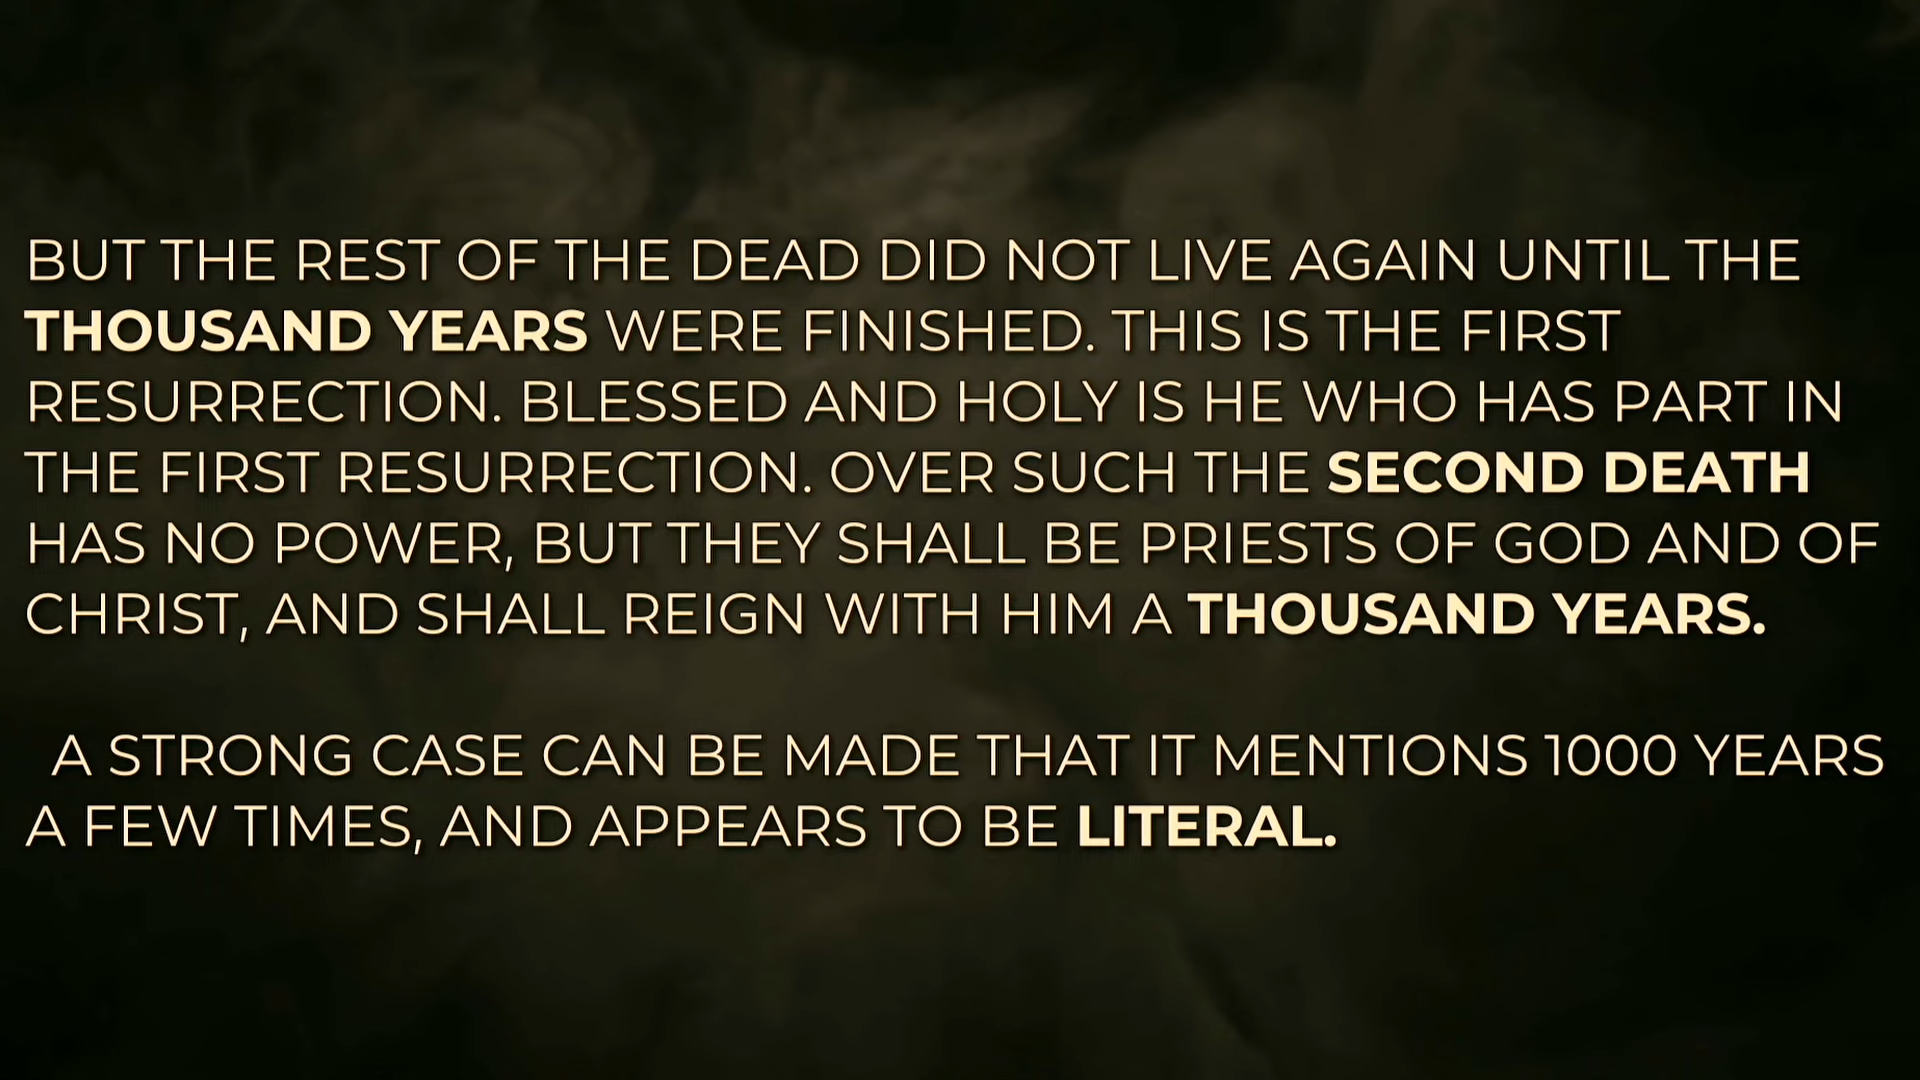 BUT THE REST OF THE DEAD DID NOT LIVE AGAIN UNTIL THE
THOUSAND YEARS WERE FINISHED. THIS IS THE FIRST
RESURRECTION. BLESSED AND HOLY IS HE WHO HAS PART IN
THE FIRST RESURRECTION. OVER SUCH THE SECOND DEATH
HAS NO POWER, BUT THEY SHALL BE PRIESTS OF GOD AND OF
CHRIST, AND SHALL REIGN WITH HIM A THOUSAND YEARS.
A STRONG CASE CAN BE MADE THAT IT MENTIONS 1000 YEARS
A FEW TIMES, AND APPEARS TO BE LITERAL.